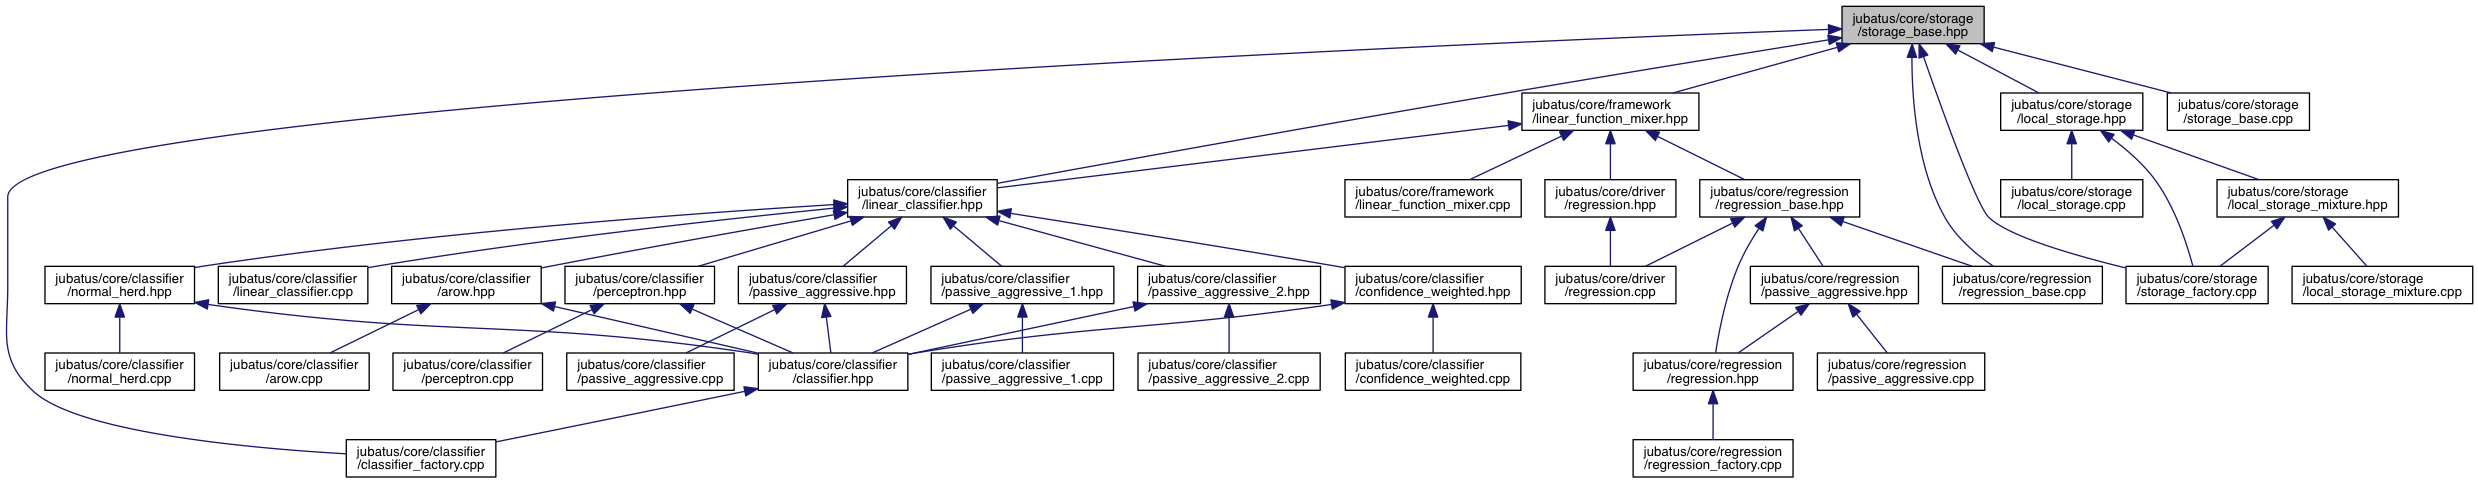 jubatus/core/storage
/storage_base.hpp
jubatus/core/framework
/linear_function_mixer.hpp
jubatus/core/storage
/local_storage.hpp
jubatus/core/storage
/storage_base.cpp
jubatus/core/classifier
/linear_classifier.hpp
jubatus/core/framework
/linear_function_mixer.cpp
jubatus/core/driver
/regression.hpp
jubatus/core/regression
/regression_base.hpp
jubatus/core/storage
/local_storage.cpp
jubatus/core/storage
/local_storage_mixture.hpp
jubatus/core/classifier
/normal_herd.hpp
jubatus/core/classifier
/linear_classifier.cpp
jubatus/core/classifier
/arow.hpp
jubatus/core/classifier
/perceptron.hpp
jubatus/core/classifier
/passive_aggressive.hpp
jubatus/core/classifier
/passive_aggressive_1.hpp
jubatus/core/classifier
/passive_aggressive_2.hpp
jubatus/core/classifier
/confidence_weighted.hpp
jubatus/core/driver
/regression.cpp
jubatus/core/regression
/passive_aggressive.hpp
jubatus/core/regression
/regression_base.cpp
jubatus/core/storage
/storage_factory.cpp
jubatus/core/storage
/local_storage_mixture.cpp
jubatus/core/classifier
/normal_herd.cpp
jubatus/core/classifier
/arow.cpp
jubatus/core/classifier
/perceptron.cpp
jubatus/core/classifier
/passive_aggressive.cpp
jubatus/core/classifier
/classifier.hpp
jubatus/core/classifier
/passive_aggressive_1.cpp
jubatus/core/classifier
/passive_aggressive_2.cpp
jubatus/core/classifier
/confidence_weighted.cpp
jubatus/core/regression
/regression.hpp
jubatus/core/regression
/passive_aggressive.cpp
jubatus/core/classifier
/classifier_factory.cpp
jubatus/core/regression
/regression_factory.cpp